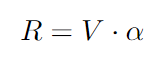 R = V · α